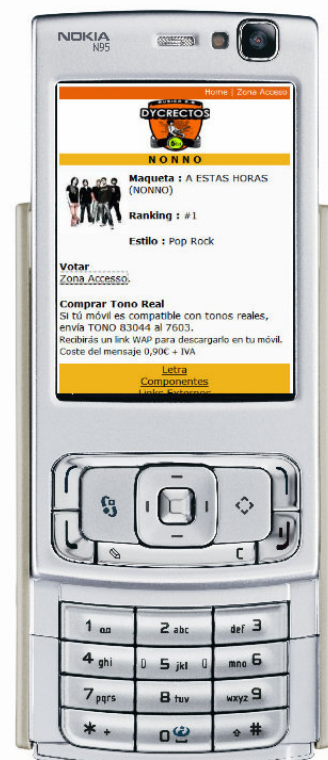 NOKIA
N95
Home | Zona Acceso
DYCRECTOS
NONNO
Maqueta : A ESTAS HORAS
(NONNO)
Ranking : #1
Estilo : Pop Rock
Votar
Zona Accesso.
Comprar Tono Real
Si tú móvil es compatible con tonos reales,
envía TONO 83044 al 7603.
Recibirás un link WAP para descargarlo en tu móvil.
Coste del mensaje 0,90€ + IVA
Letra
Componentes
Links Externos
C
1 2 abc def 3
4 ghi 5 jkl mno 6
7 pqrs 8 tuv wxyz 9
* + 0 #